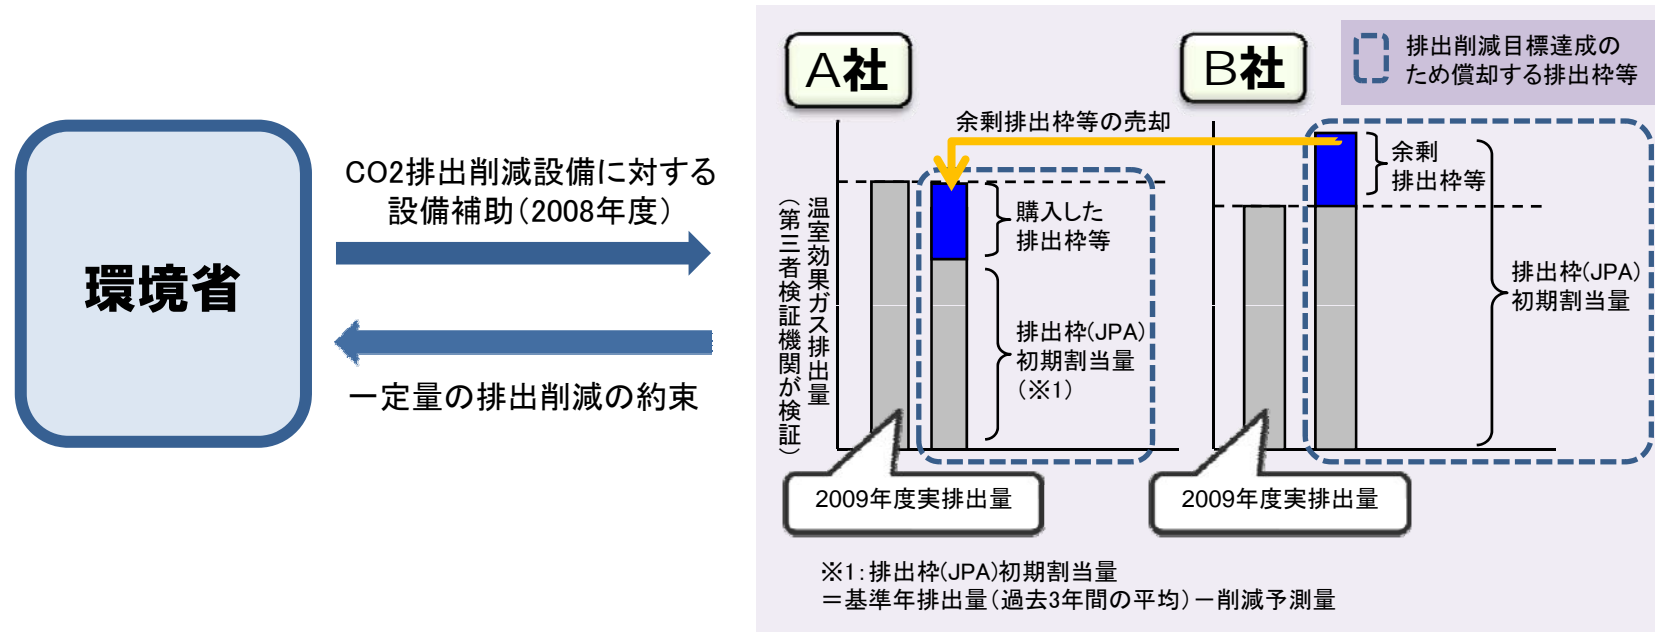 環境省
CO2排出削減設備に対する
設備補助（2008年度）
一定量の排出削減の約束
A社
B社
排出削減目標達成の
ため償却する排出枠等
余剰排出枠等の売却
温室効果ガス排出量
（第三者検証機関が検証）
購入した
排出枠等
排出枠(JPA)
初期割当量
（※1）
2009年度実排出量
余剰
排出枠等
排出枠(JPA)
初期割当量
2009年度実排出量
※1：排出枠(JPA)初期割当量
＝基準年排出量（過去3年間の平均）－削減予測量